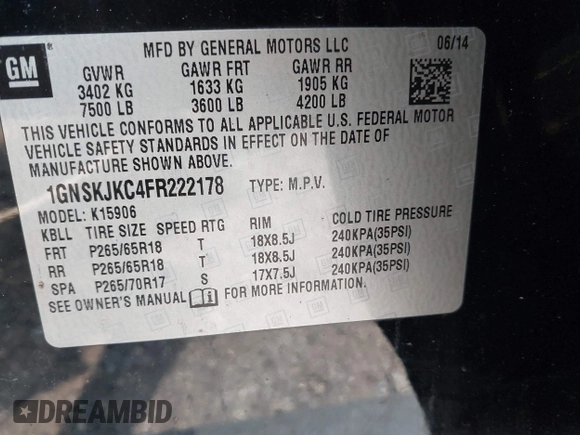 GM
MFD BY GENERAL MOTORS LLC 06/14
GVWR GAWR FRT GAWR RR
3402 KG 1633 KG 1905 KG
7500 LB 3600 LB 4200 LB
THIS VEHICLE CONFORMS TO ALL APPLICABLE U.S. FEDERAL MOTOR
VEHICLE SAFETY STANDARDS IN EFFECT ON THE DATE OF
MANUFACTURE SHOWN ABOVE.
1GNSKJKC4FR222178 TYPE: M.P.V.
MODEL: K15906
KBLL TIRE SIZE SPEED RTG RIM COLD TIRE PRESSURE
FRT P265/65R18 T 18X8.5J 240KPA(35PSI)
RR P265/65R18 T 18X8.5J 240KPA(35PSI)
SPA P265/70R17 S 17X7.5J 240KPA(35PSI)
SEE OWNER'S MANUAL FOR MORE INFORMATION.
DREAMBID